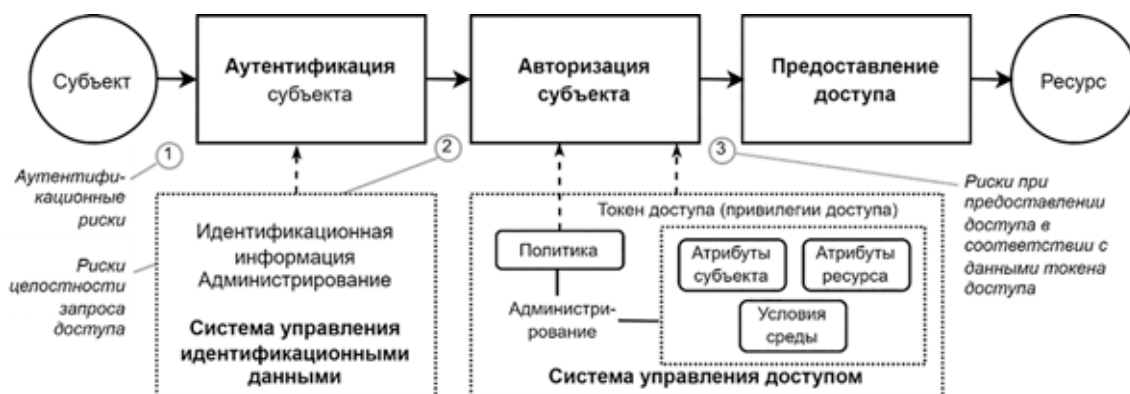 Субъект
Аутентификация
субъекта
Авторизация
субъекта
Предоставление
доступа
Ресурс
1
2
3
Аутентифи-
кационные
риски
Риски
целостности
запроса
доступа
Идентификационная
информация
Администрирование
Система управления
идентификационными
данными
Токен доступа (привилегии доступа)
Политика
Администри-
рование
Атрибуты
субъекта
Атрибуты
ресурса
Условия
среды
Система управления доступом
Риски при
предоставлении
доступа в
соответствии с
данными токена
доступа